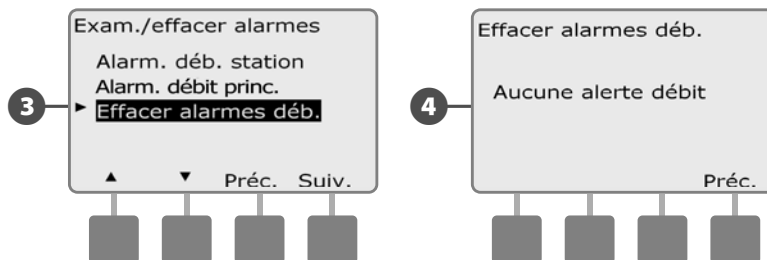 Exam./effacer alarmes
Alarm. déb. station
Alarm. débit princ.
3
► Effacer alarmes déb.
▲ ▼ Préc. Suiv.
Effacer alarmes déb.
4
Aucune alerte débit
Préc.